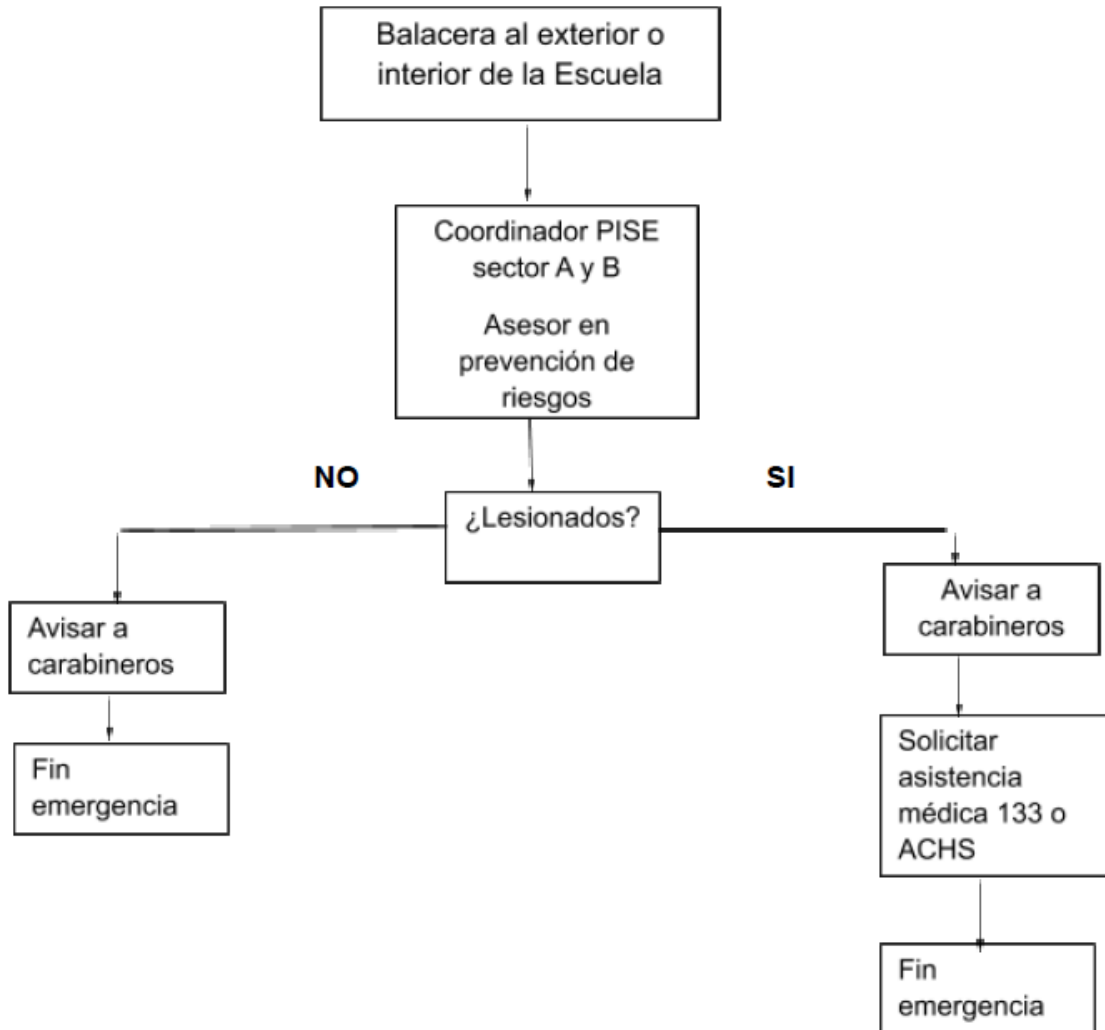 Balacera al exterior o
interior de la Escuela
Coordinador PISE
sector A y B
Asesor en
prevención de
riesgos
NO
SI
¿Lesionados?
Avisar a
carabineros
Fin
emergencia
Avisar a
carabineros
Solicitar
asistencia
médica 133 o
ACHS
Fin
emergencia